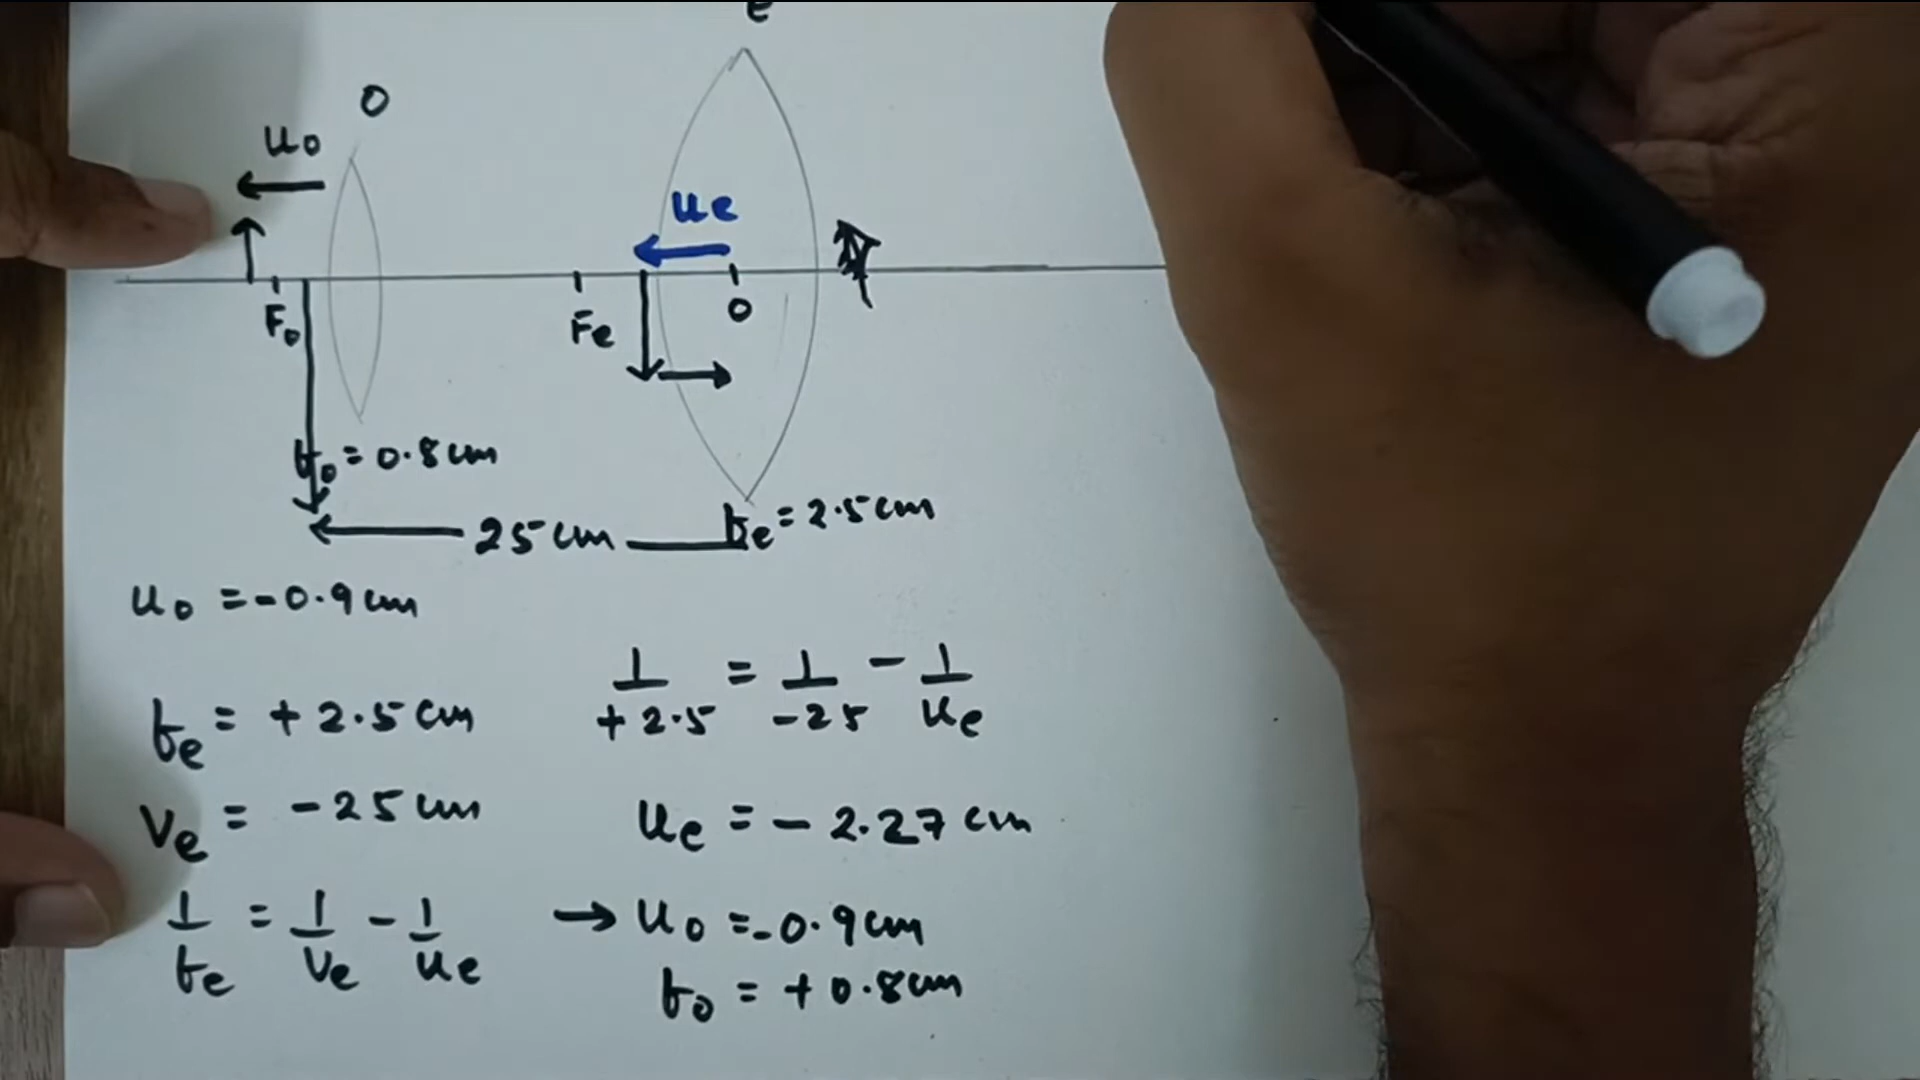 e
O
u₀
ue
F₀
Fe
O
f₀ = 0.8 cm
fe = 2.5 cm
25 cm
u₀ = -0.9 cm
fe = + 2.5 cm
ve = -25 cm
1/fe = 1/ve - 1/ue
1/+2.5 = 1/-25 - 1/ue
ue = - 2.27 cm
→ u₀ = -0.9 cm
f₀ = +0.8 cm